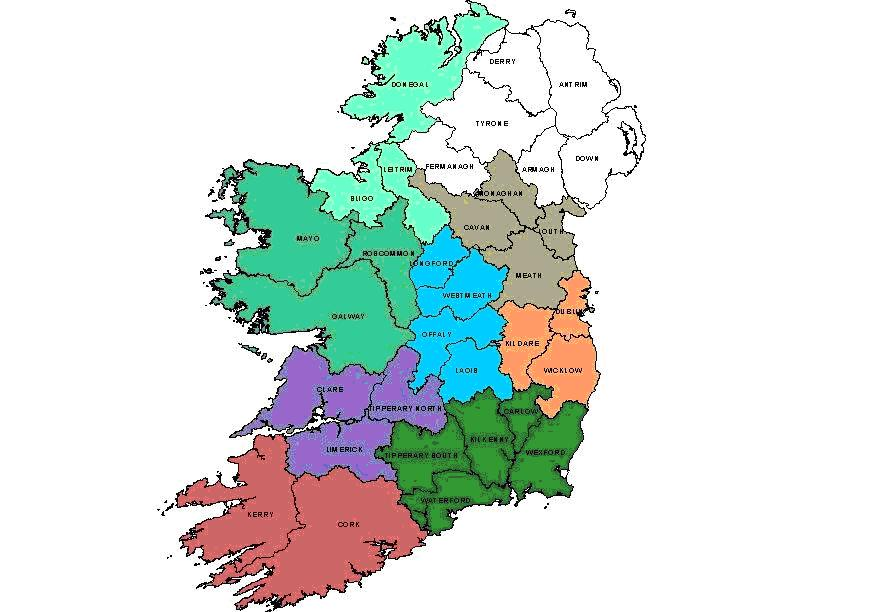 DERRY
DONEGAL
ANTRIM
TYRONE
DOWN
FERMANAGH
LEITRIM
ARMAGH
MONAGHAN
SLIGO
CAVAN
LOUTH
MAYO
ROSCOMMON
LONGFORD
MEATH
WESTMEATH
DUBLIN
GALWAY
OFFALY
KILDARE
LAOIS
WICKLOW
CLARE
TIPPERARY NORTH
CARLOW
KILKENNY
LIMERICK
TIPPERARY SOUTH
WEXFORD
WATERFORD
KERRY
CORK